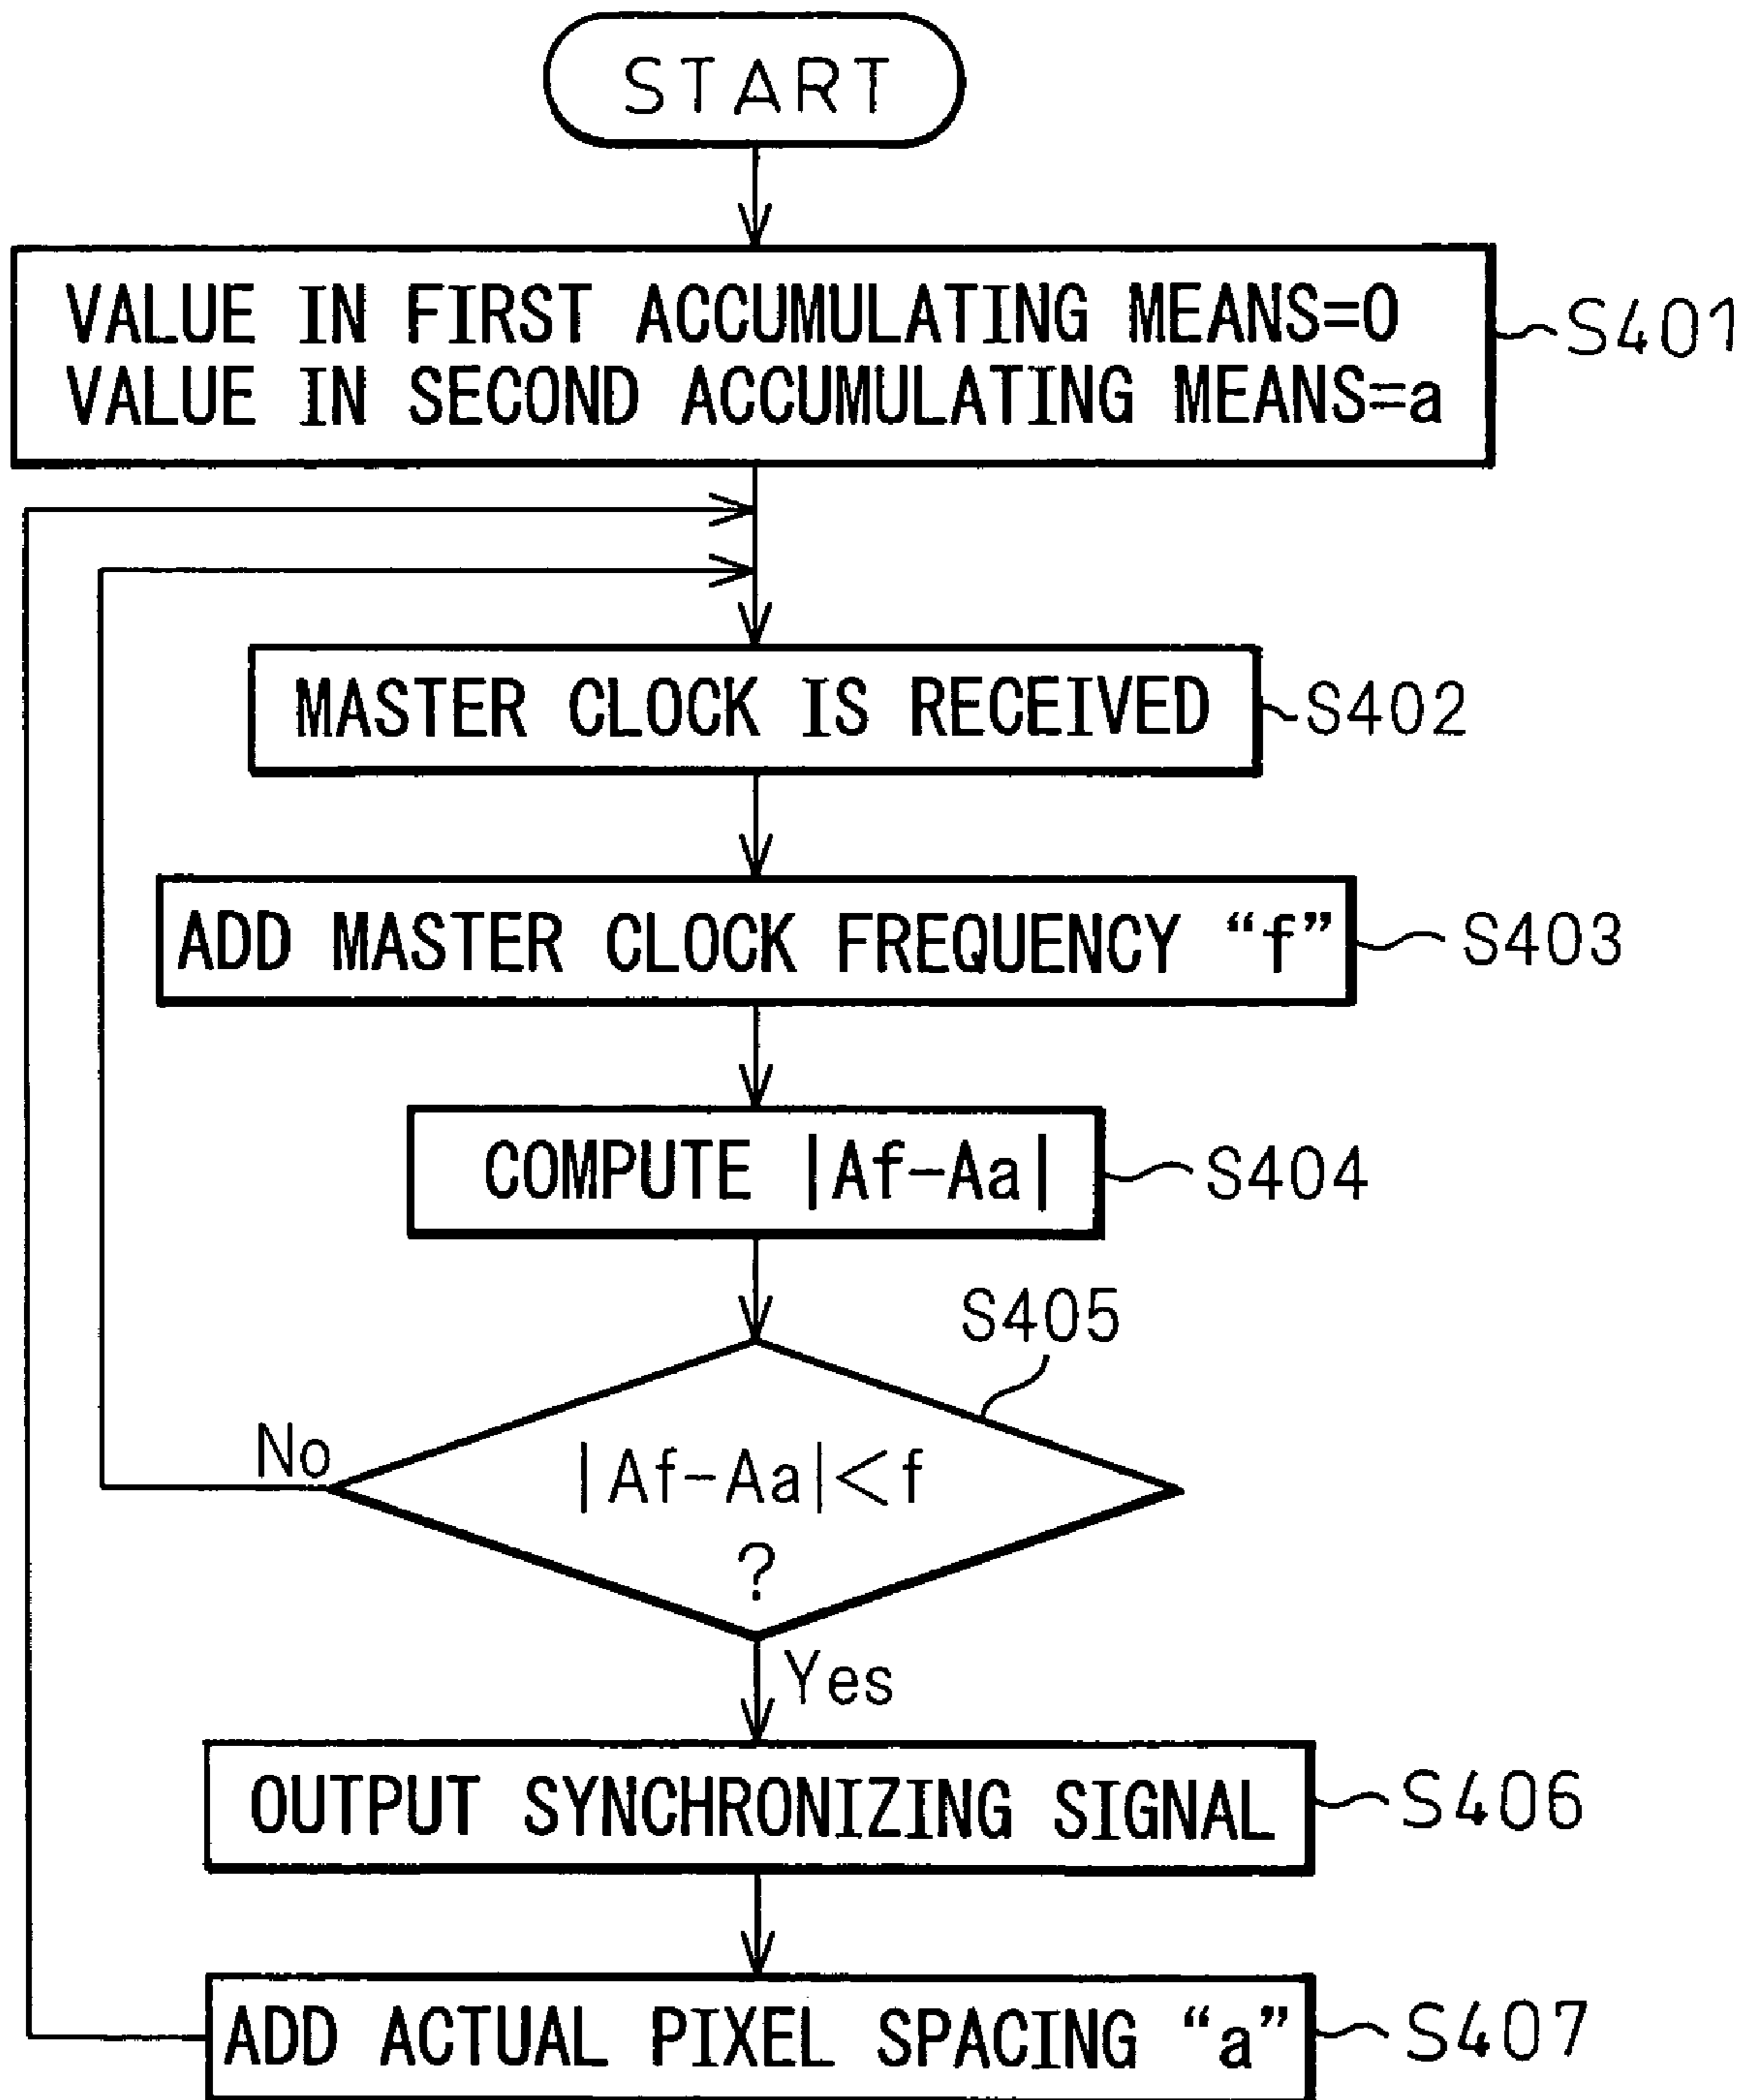 START
VALUE IN FIRST ACCUMULATING MEANS=0
VALUE IN SECOND ACCUMULATING MEANS=a
S401
MASTER CLOCK IS RECEIVED
S402
ADD MASTER CLOCK FREQUENCY “f”
S403
COMPUTE |Af-Aa|
S404
S405
No
|Af-Aa|<f
?
Yes
OUTPUT SYNCHRONIZING SIGNAL
S406
ADD ACTUAL PIXEL SPACING “a”
S407